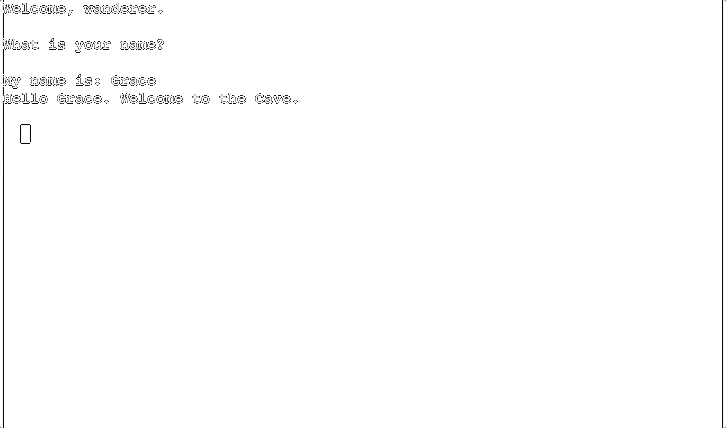 Welcome, wanderer.
What is your name?
My name is: Grace
Hello Grace. Welcome to the Cave.